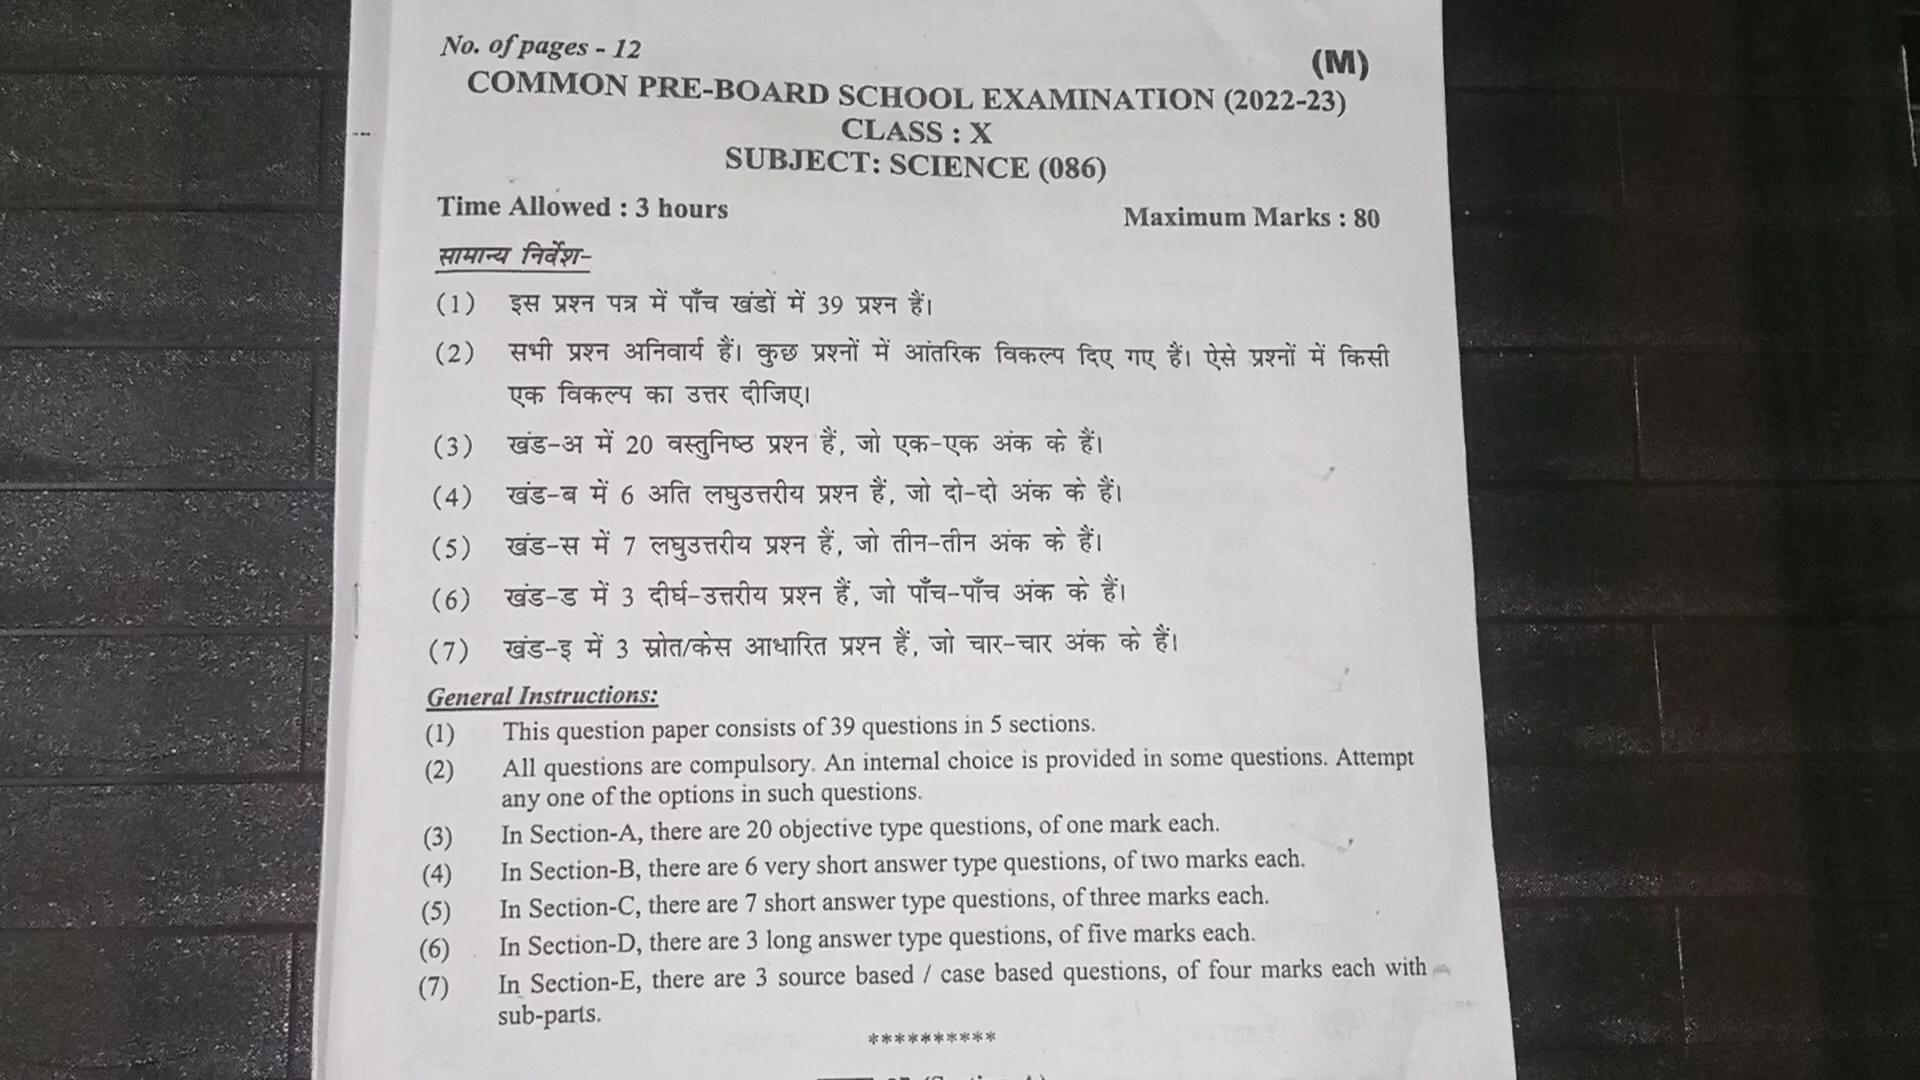 No. of pages - 12
(M)
COMMON PRE-BOARD SCHOOL EXAMINATION (2022-23)
CLASS : X
SUBJECT: SCIENCE (086)
Time Allowed : 3 hours
Maximum Marks : 80
सामान्य निर्देश-
(1) इस प्रश्न पत्र में पाँच खंडों में 39 प्रश्न हैं।
(2) सभी प्रश्न अनिवार्य हैं। कुछ प्रश्नों में आंतरिक विकल्प दिए गए हैं। ऐसे प्रश्नों में किसी
एक विकल्प का उत्तर दीजिए।
(3) खंड-अ में 20 वस्तुनिष्ठ प्रश्न हैं, जो एक-एक अंक के हैं।
(4) खंड-ब में 6 अति लघुउत्तरीय प्रश्न हैं, जो दो-दो अंक के हैं।
(5) खंड-स में 7 लघुउत्तरीय प्रश्न हैं, जो तीन-तीन अंक के हैं।
(6) खंड-ड में 3 दीर्घ-उत्तरीय प्रश्न हैं, जो पाँच-पाँच अंक के हैं।
(7) खंड-इ में 3 स्रोत/केस आधारित प्रश्न हैं, जो चार-चार अंक के हैं।
General Instructions:
(1) This question paper consists of 39 questions in 5 sections.
(2) All questions are compulsory. An internal choice is provided in some questions. Attempt
any one of the options in such questions.
(3) In Section-A, there are 20 objective type questions, of one mark each.
(4) In Section-B, there are 6 very short answer type questions, of two marks each.
(5) In Section-C, there are 7 short answer type questions, of three marks each.
(6) In Section-D, there are 3 long answer type questions, of five marks each.
(7) In Section-E, there are 3 source based / case based questions, of four marks each with
sub-parts.
**********